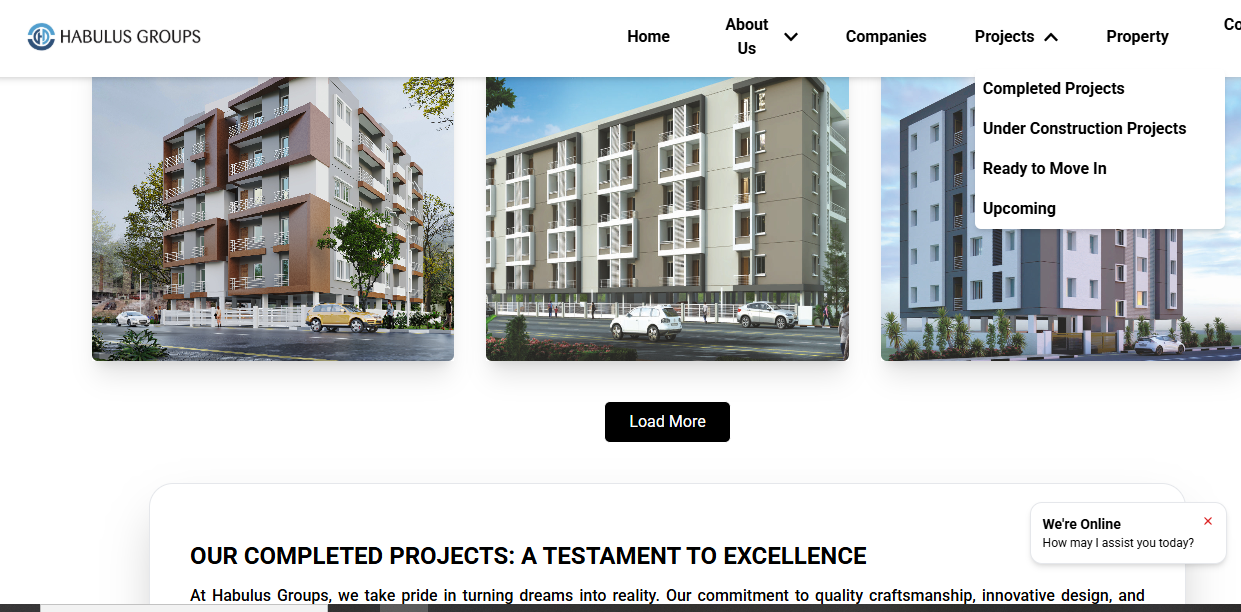 HABULUS GROUPS
Home
About
Us
Companies
Projects
Property
Co
Completed Projects
Under Construction Projects
Ready to Move In
Upcoming
Load More
We're Online
How may I assist you today?
OUR COMPLETED PROJECTS: A TESTAMENT TO EXCELLENCE
At Habulus Groups, we take pride in turning dreams into reality. Our commitment to quality craftsmanship, innovative design, and